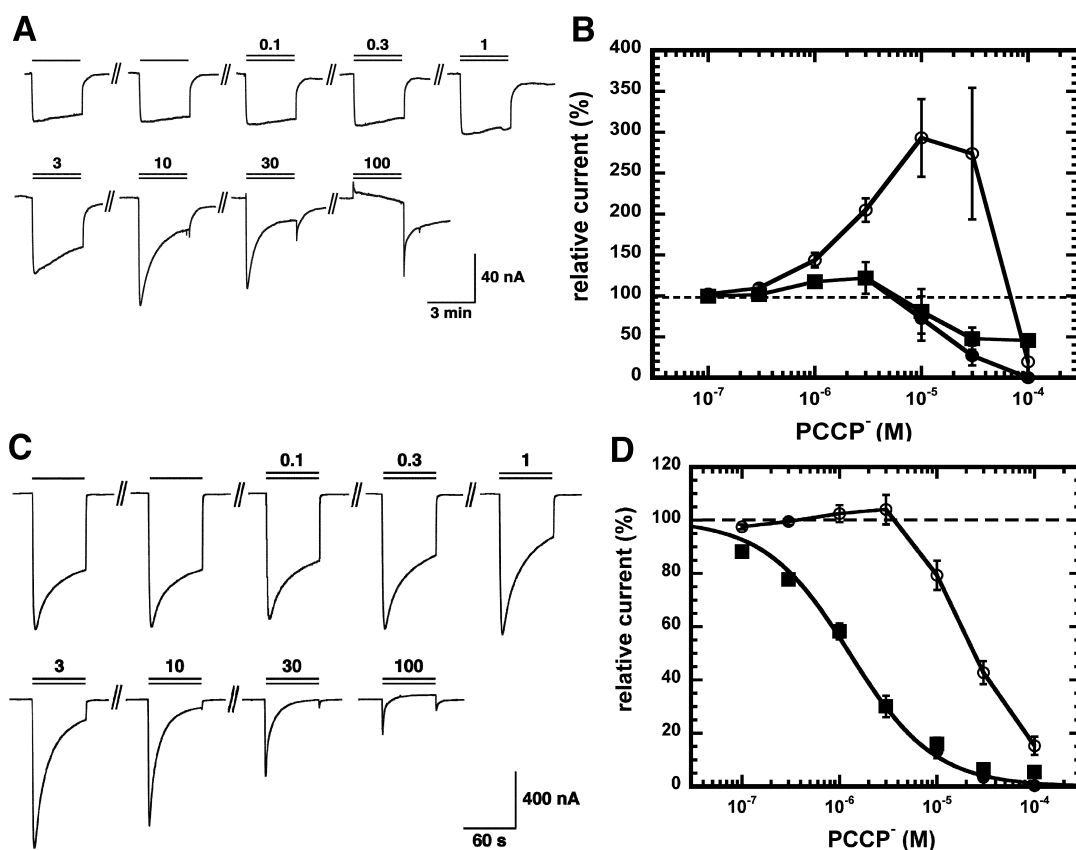 A
0.1 0.3 1
3 10 30 100
40 nA
3 min
B
400
350
300
250
200
150
100
50
0
relative current (%)
10⁻⁷ 10⁻⁶ 10⁻⁵ 10⁻⁴
PCCP⁻ (M)
C
0.1 0.3 1
3 10 30 100
400 nA
60 s
D
120
100
80
60
40
20
0
relative current (%)
10⁻⁷ 10⁻⁶ 10⁻⁵ 10⁻⁴
PCCP⁻ (M)